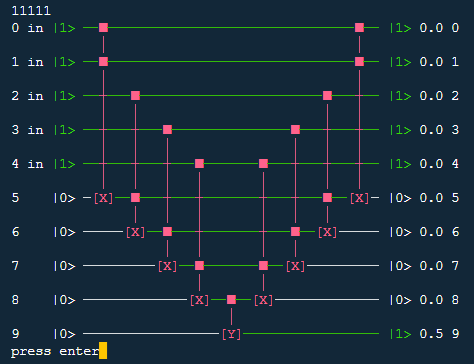 11111
0 in |1> |1> 0.0 0
1 in |1> |1> 0.0 1
2 in |1> |1> 0.0 2
3 in |1> |1> 0.0 3
4 in |1> |1> 0.0 4
5 |0> [X] [X] |0> 0.0 5
6 |0> [X] [X] |0> 0.0 6
7 |0> [X] [X] |0> 0.0 7
8 |0> [X] [X] |0> 0.0 8
9 |0> [Y] |1> 0.5 9
press enter